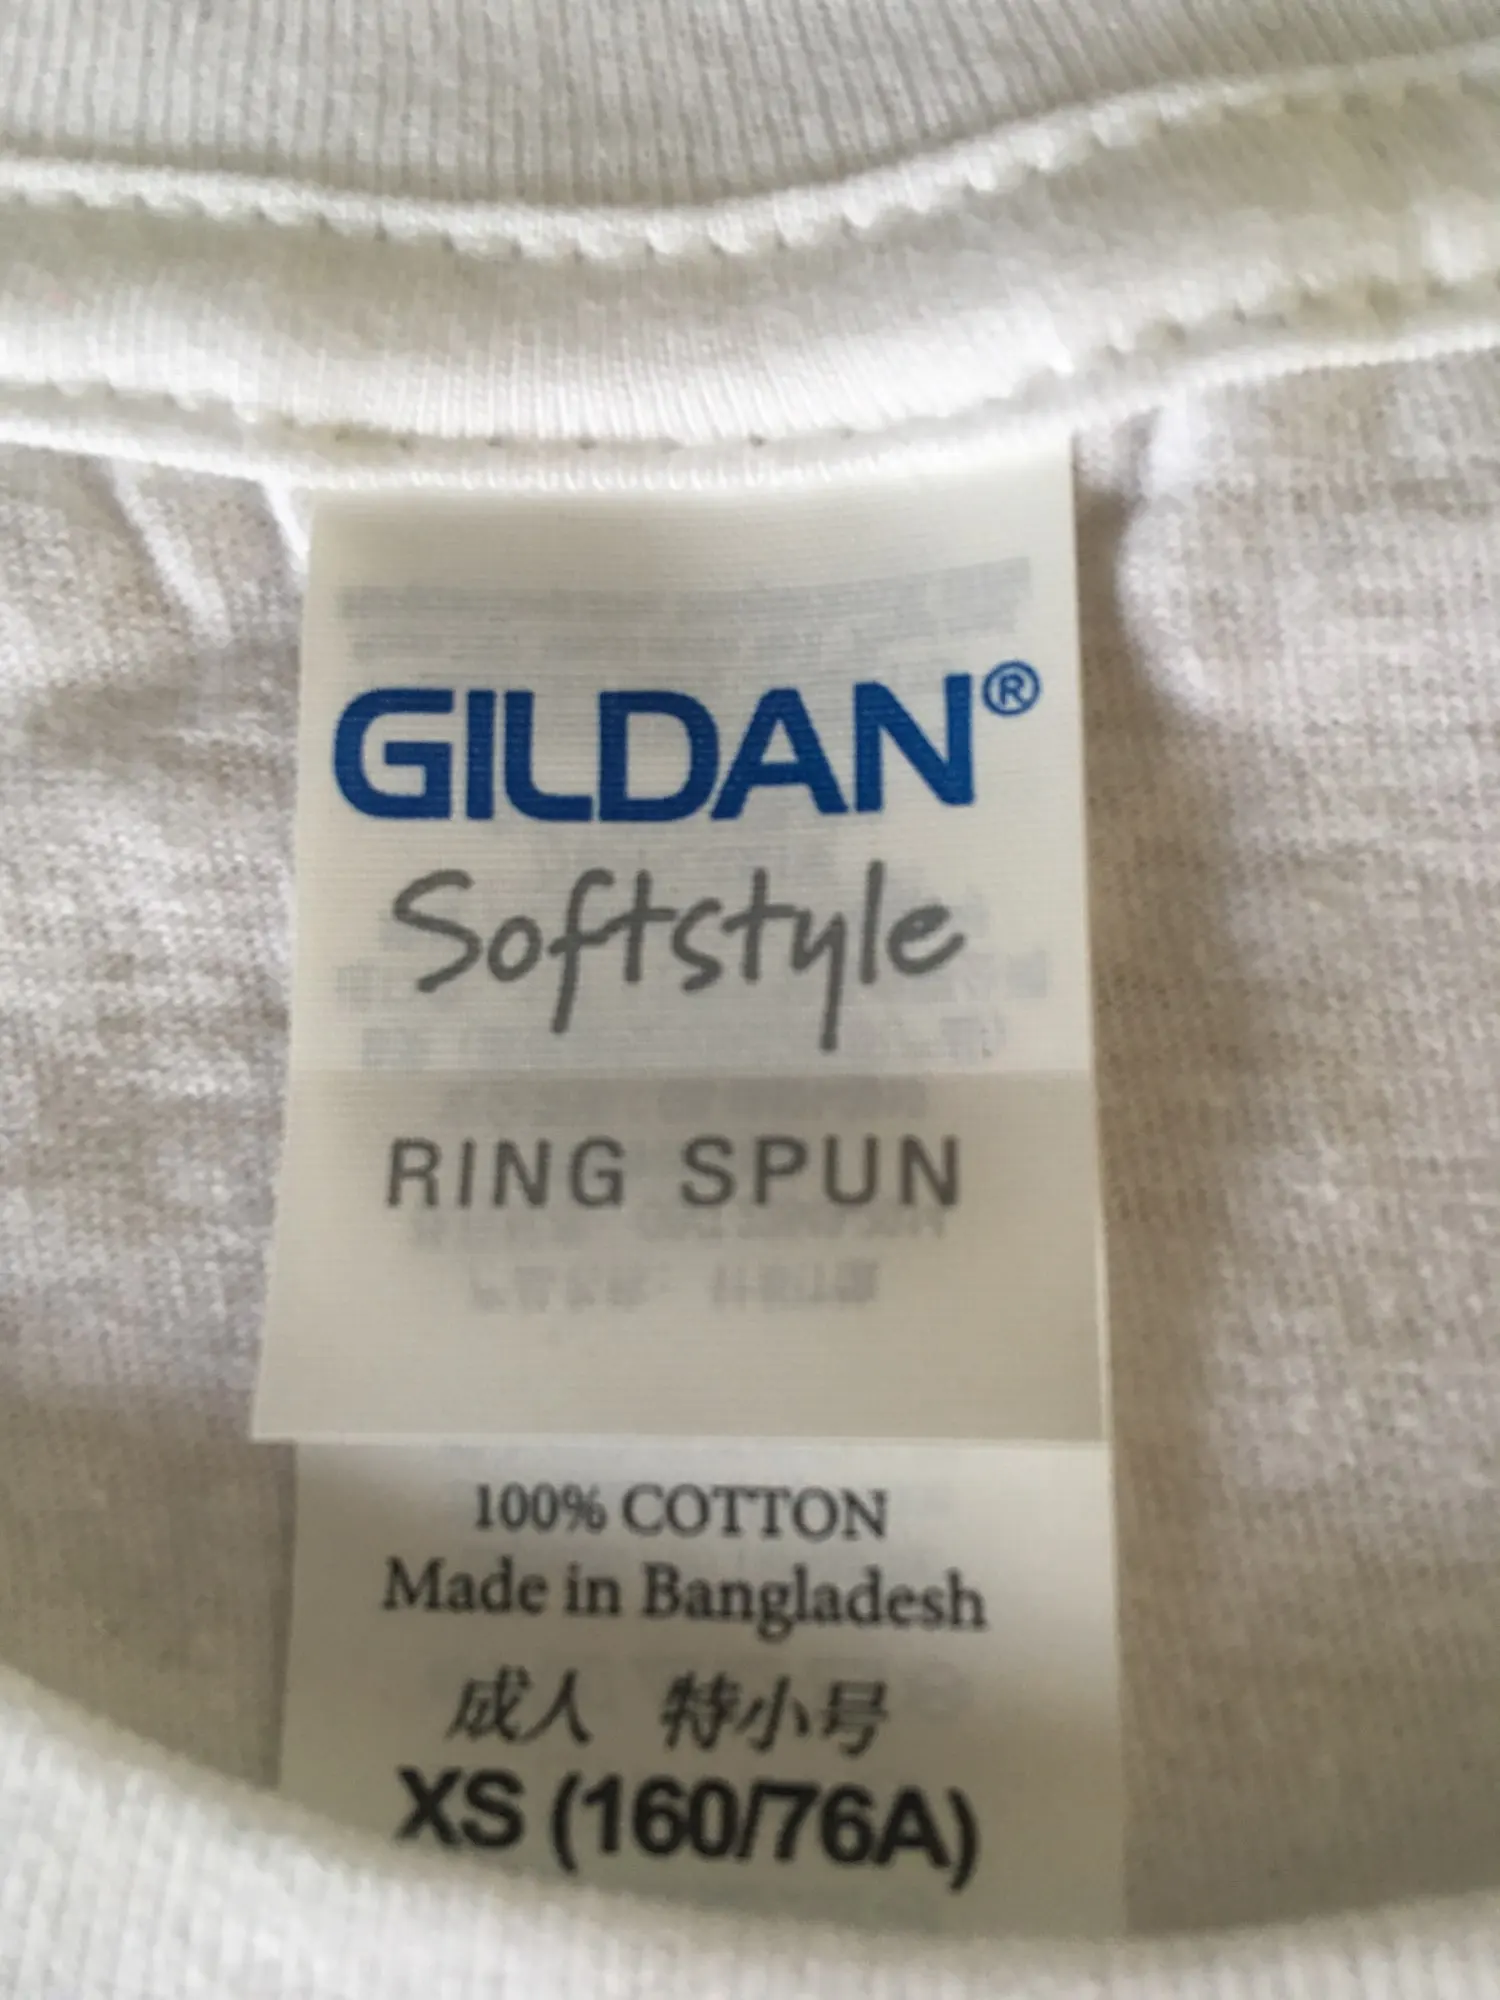 GILDAN®
Softstyle
RING SPUN
100% COTTON
Made in Bangladesh
成人 特小号
XS (160/76A)